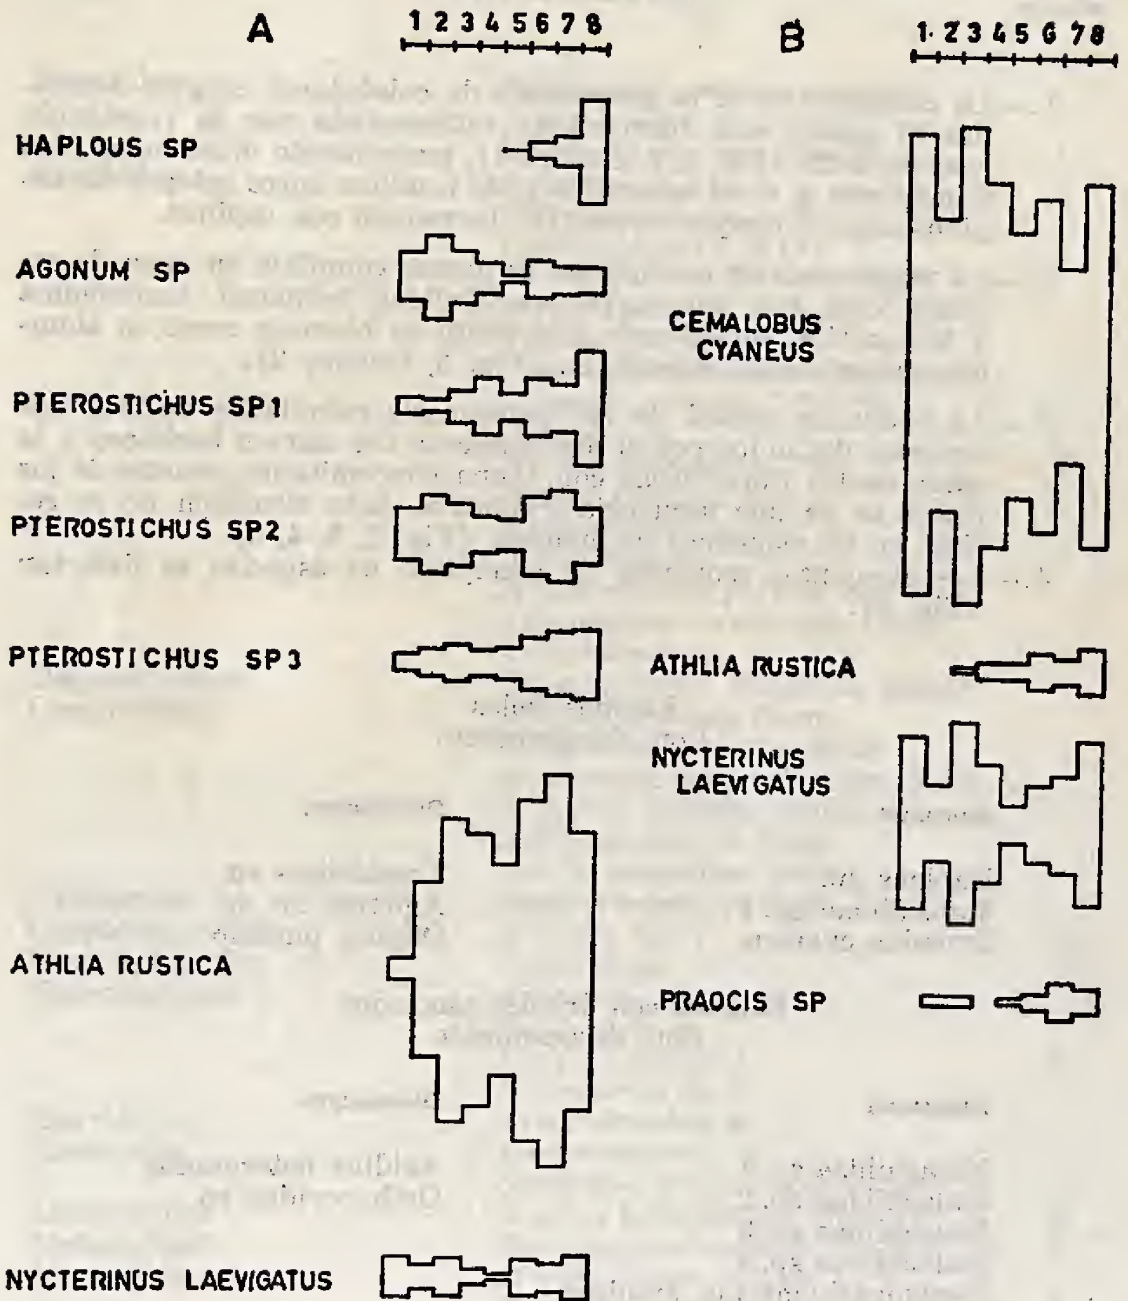 A
1 2 3 4 5 6 7 8
HAPLOUS SP
AGONUM SP
PTEROSTICHUS SP1
PTEROSTICHUS SP2
PTEROSTICHUS SP3
ATHLIA RUSTICA
NYCTERINUS LAEVIGATUS
B
1 2 3 4 5 6 7 8
CEMALOBUS
CYANEUS
ATHLIA RUSTICA
NYCTERINUS
LAEVIGATUS
PRAOCIS SP